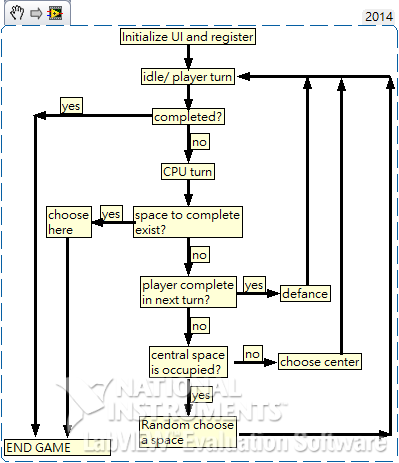 2014
Initialize UI and register
idle/ player turn
yes
completed?
no
CPU turn
choose
here
yes
space to complete
exist?
no
player complete
in next turn?
yes
defance
no
central space
is occupied?
no
choose center
yes
Random choose
a space
END GAME
NATIONAL
INSTRUMENTS™
LabVIEW Evaluation Software